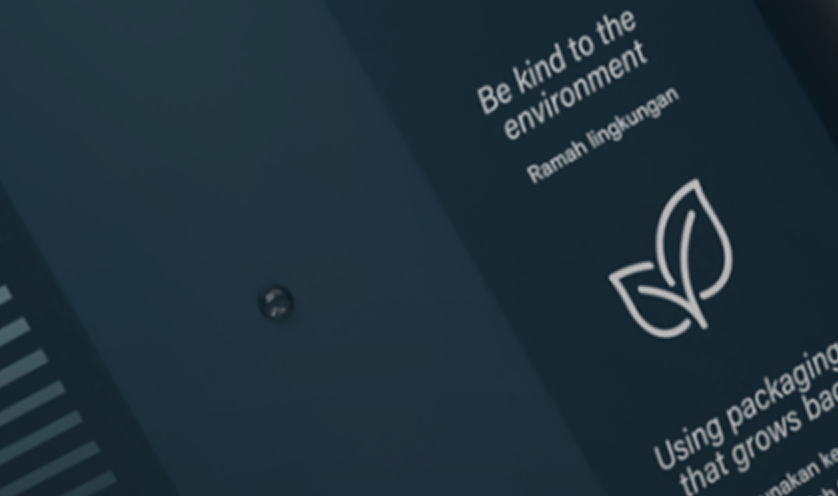 Be kind to the
environment
Ramah lingkungan
Using packaging
that grows